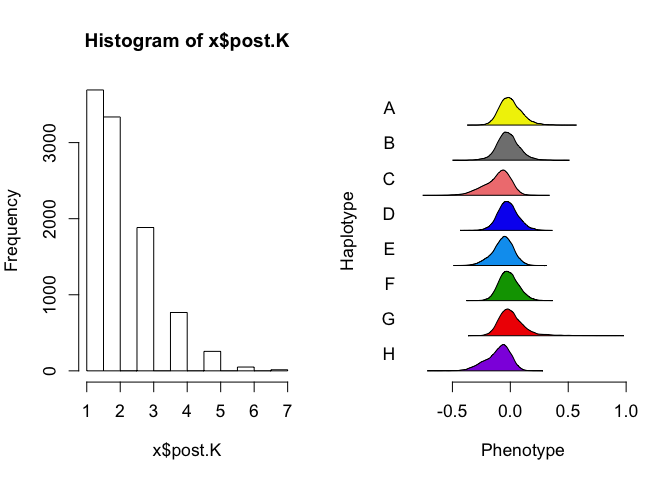 Histogram of x$post.K
Frequency
0
1000
2000
3000
1 2 3 4 5 6 7
x$post.K
Haplotype
A
B
C
D
E
F
G
H
-0.5 0.0 0.5 1.0
Phenotype